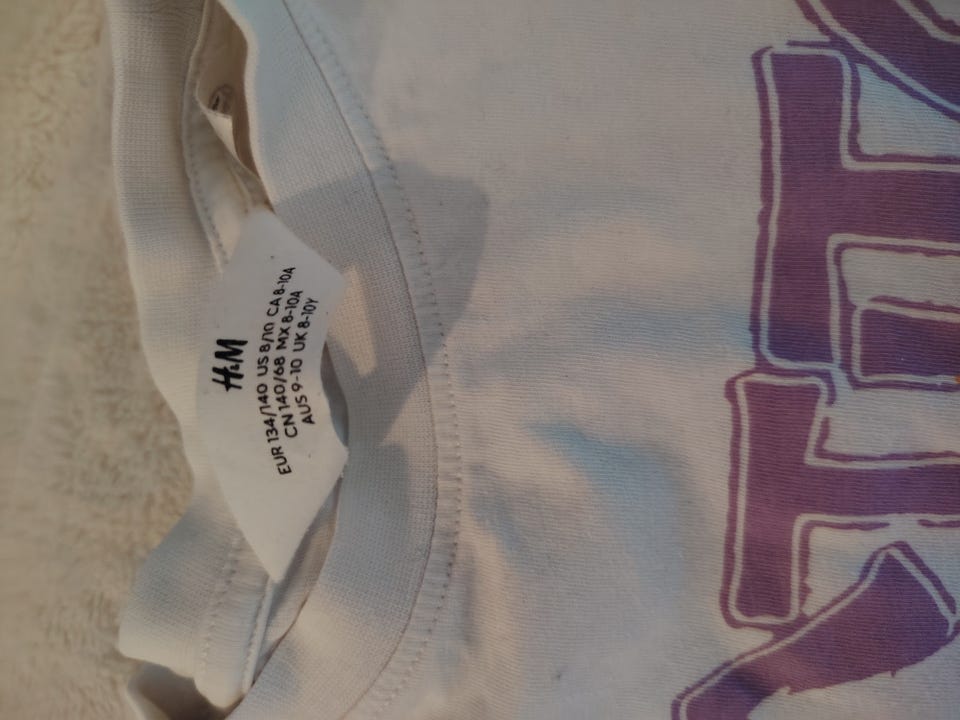 H&M
EUR 134/140 US 8/10 CA 8-10A
CN 140/68 MX 8-10A
AUS 9-10 UK 8-10Y